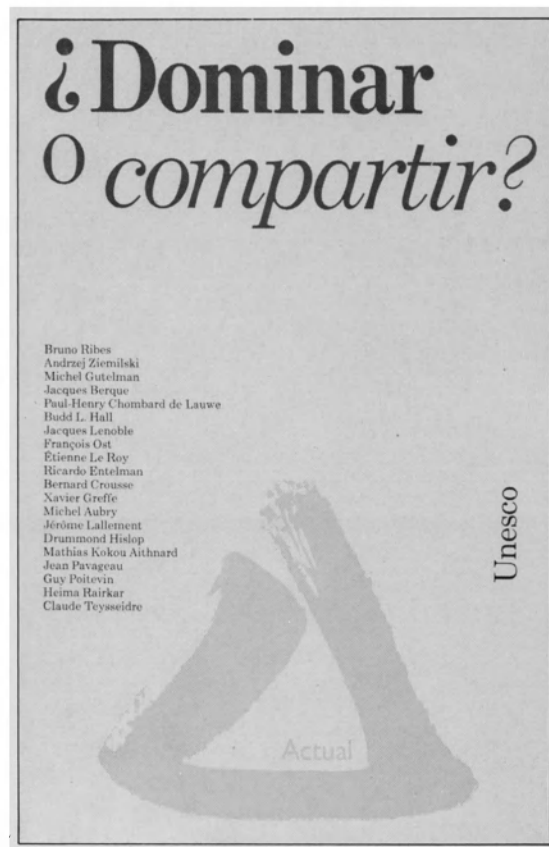 ¿Dominar
o compartir?
Bruno Ribes
Andrzej Ziemilski
Michel Gutelman
Jacques Berque
Paul-Henry Chombard de Lauwe
Budd L. Hall
Jacques Lenoble
François Ost
Étienne Le Roy
Ricardo Entelman
Bernard Crousse
Xavier Greffe
Michel Aubry
Jérôme Lallement
Drummond Hislop
Mathias Kokou Aithnard
Jean Pavageau
Guy Poitevin
Heima Rairkar
Claude Teysseidre
Unesco
Actual